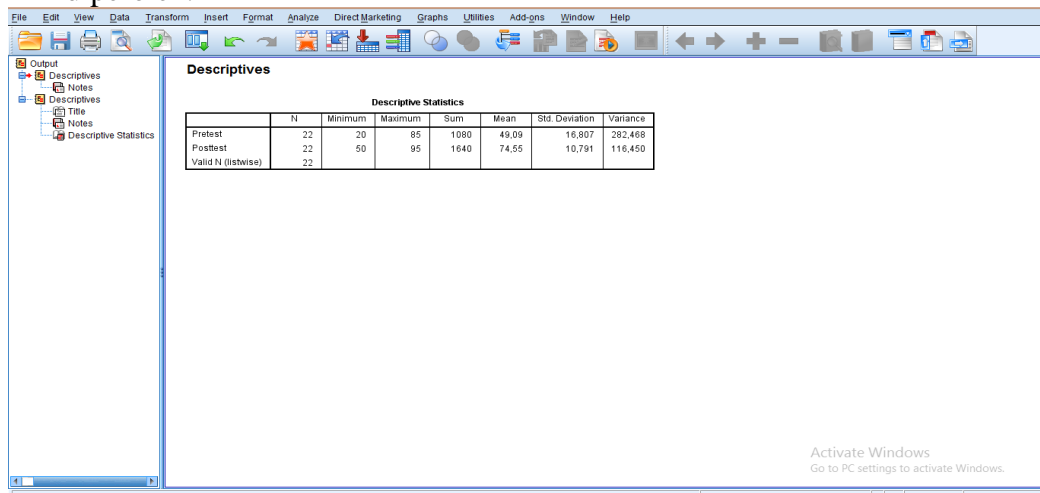 File Edit View Data Transform Insert Format Analyze Direct Marketing Graphs Utilities Add-ons Window Help
Output
Descriptives
Notes
Descriptives
Title
Notes
Descriptive Statistics
Descriptives
Descriptive Statistics
N Minimum Maximum Sum Mean Std. Deviation Variance
Pretest 22 20 85 1080 49,09 16,807 282,468
Posttest 22 50 95 1640 74,55 10,791 116,450
Valid N (listwise) 22
Activate Windows
Go to PC settings to activate Windows.